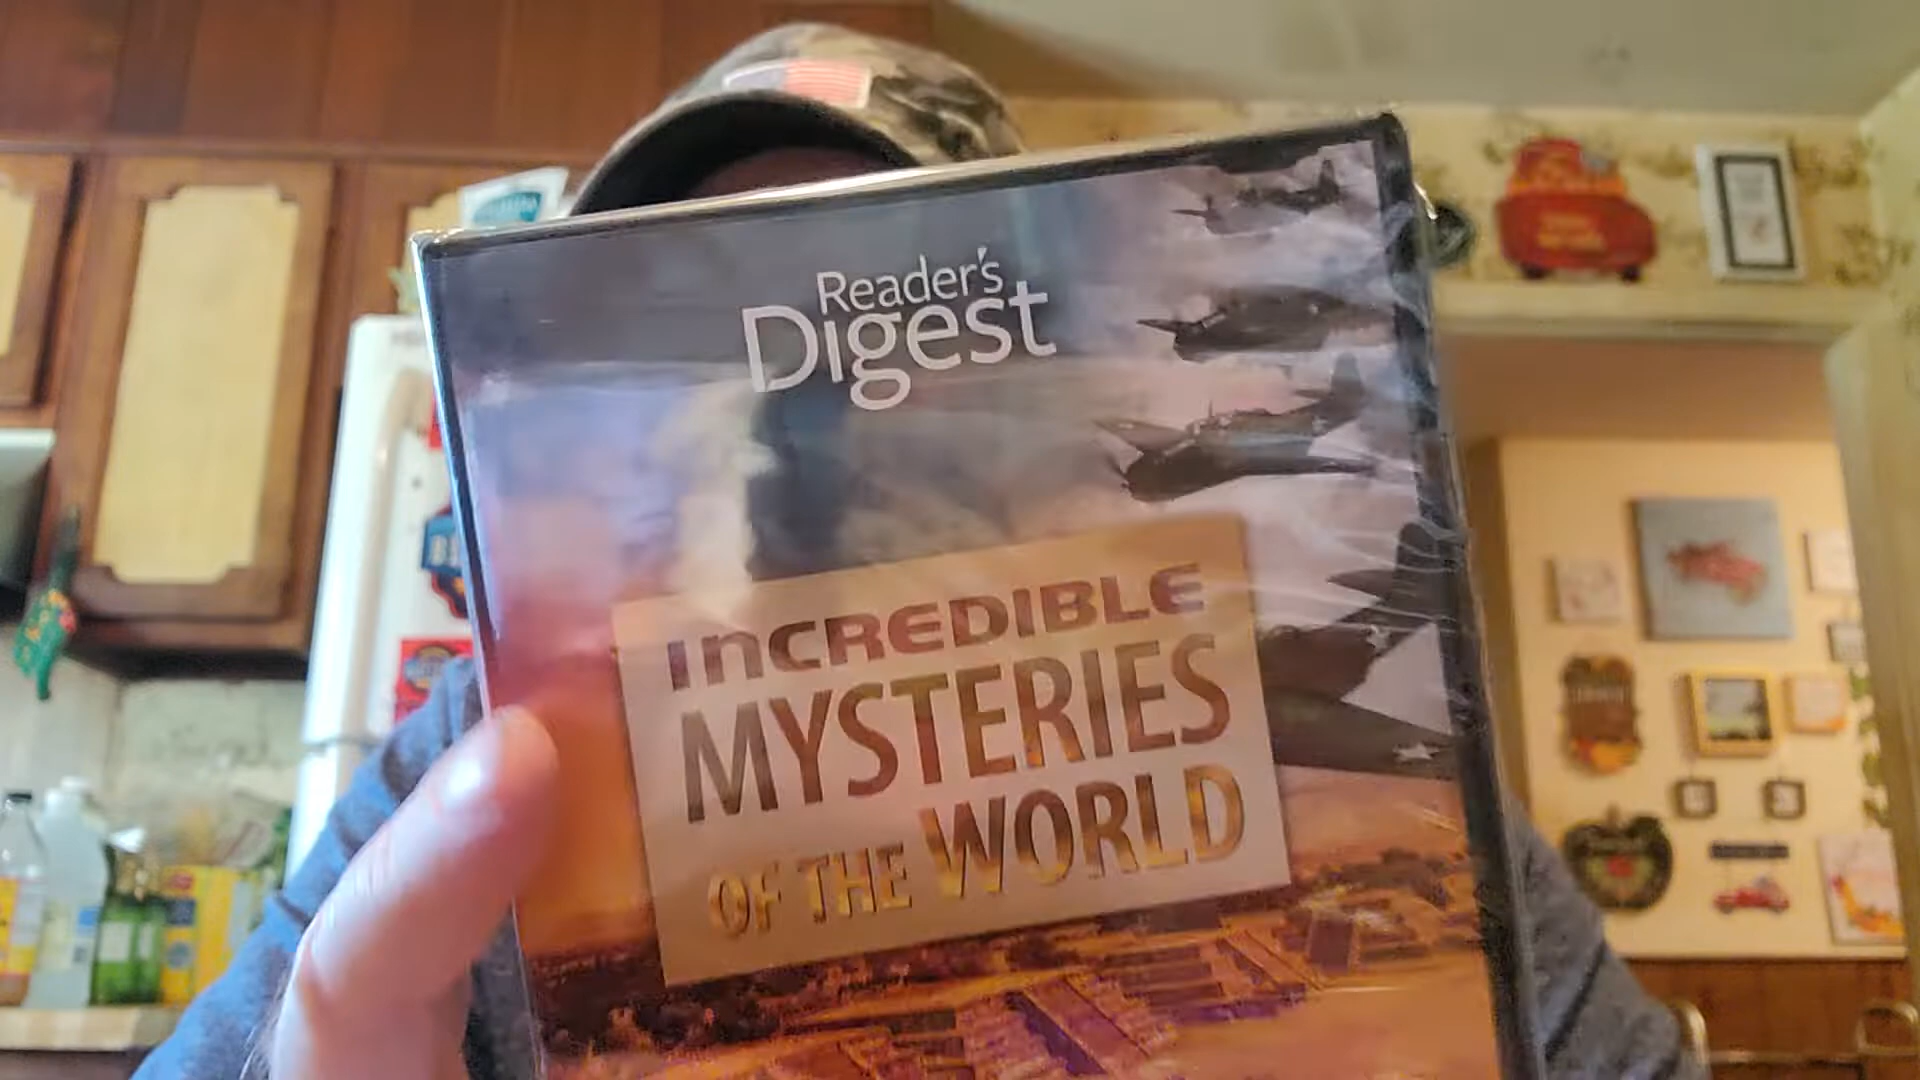 Reader's
Digest
INCREDIBLE
MYSTERIES
OF THE WORLD